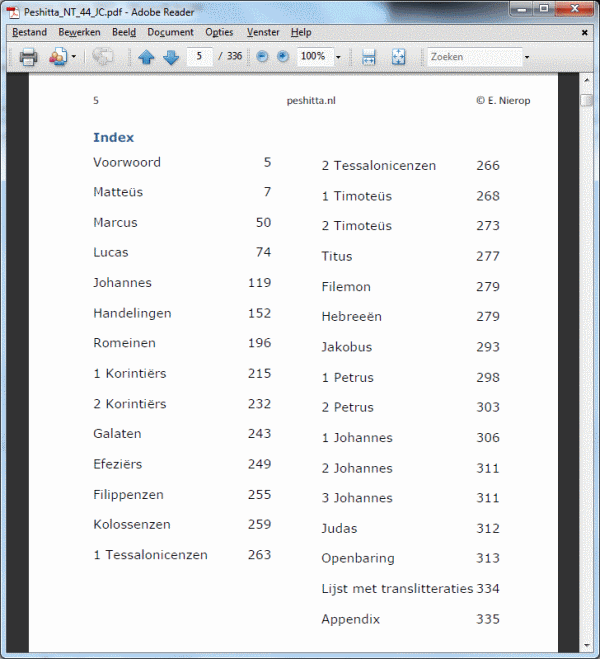 Peshitta_NT_44_JC.pdf - Adobe Reader
Bestand Bewerken Beeld Document Opties Venster Help
5 / 336 100% Zoeken
5 peshitta.nl © E. Nierop
Index
Voorwoord 5
Matteüs 7
Marcus 50
Lucas 74
Johannes 119
Handelingen 152
Romeinen 196
1 Korintiërs 215
2 Korintiërs 232
Galaten 243
Efeziërs 249
Filippenzen 255
Kolossenzen 259
1 Tessalonicenzen 263
2 Tessalonicenzen 266
1 Timoteüs 268
2 Timoteüs 273
Titus 277
Filemon 279
Hebreeën 279
Jakobus 293
1 Petrus 298
2 Petrus 303
1 Johannes 306
2 Johannes 311
3 Johannes 311
Judas 312
Openbaring 313
Lijst met translitteraties 334
Appendix 335